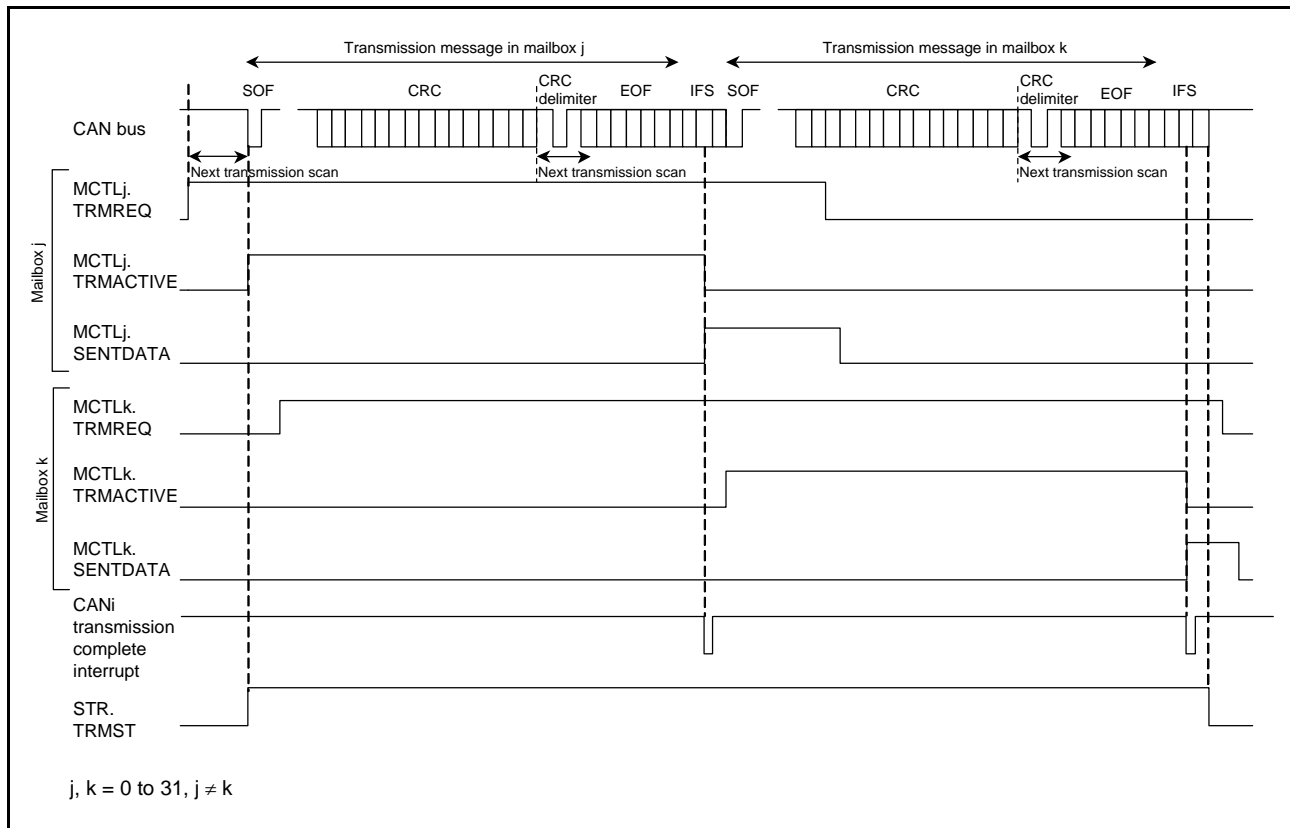 Transmission message in mailbox j
Transmission message in mailbox k
SOF
CRC
CRC
delimiter
EOF
IFS
SOF
CRC
CRC
delimiter
EOF
IFS
CAN bus
Next transmission scan
Next transmission scan
Next transmission scan
Mailbox j
MCTLj.
TRMREQ
MCTLj.
TRMACTIVE
MCTLj.
SENTDATA
Mailbox k
MCTLk.
TRMREQ
MCTLk.
TRMACTIVE
MCTLk.
SENTDATA
CANi
transmission
complete
interrupt
STR.
TRMST
j, k = 0 to 31, j ≠ k